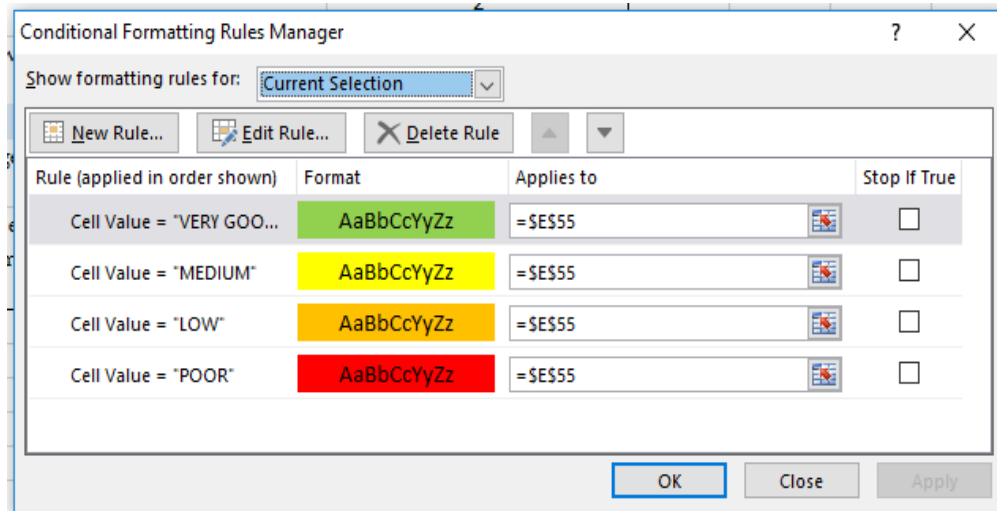 2
Conditional Formatting Rules Manager ? X
Show formatting rules for: Current Selection
New Rule... Edit Rule... Delete Rule
Rule (applied in order shown) Format Applies to Stop If True
Cell Value = "VERY GOO... AaBbCcYyZz =$E$55
Cell Value = "MEDIUM" AaBbCcYyZz =$E$55
Cell Value = "LOW" AaBbCcYyZz =$E$55
Cell Value = "POOR" AaBbCcYyZz =$E$55
OK Close Apply